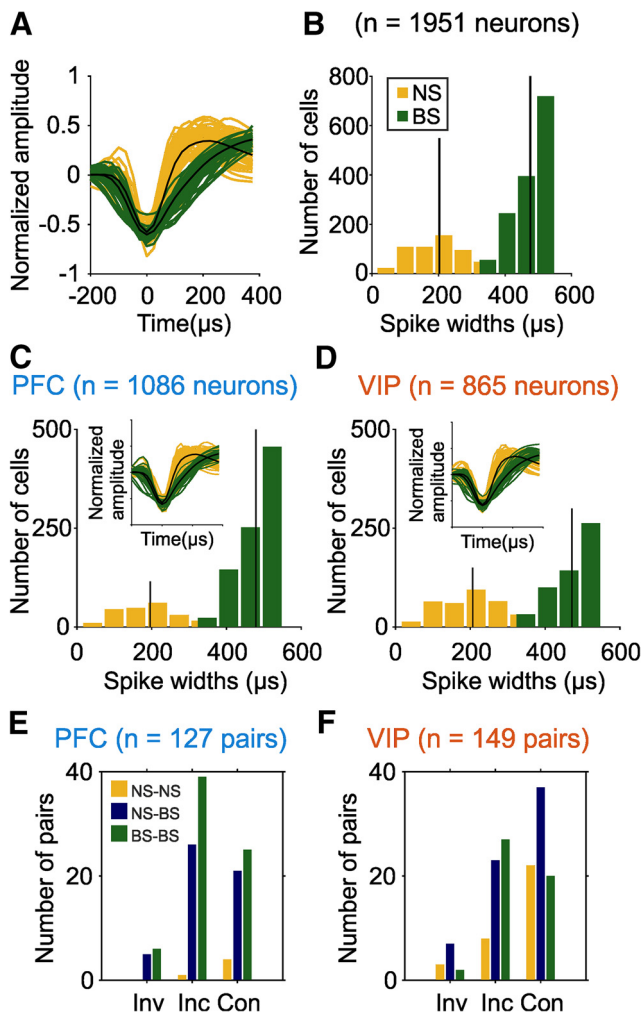 A
Normalized amplitude
1
0.5
0
-0.5
-1
-200
0
200
400
Time(µs)
B
(n = 1951 neurons)
NS
BS
Number of cells
800
600
400
200
0
0
200
400
600
Spike widths (µs)
C
PFC (n = 1086 neurons)
Number of cells
500
250
0
Normalized
amplitude
Time(µs)
0
200
400
600
Spike widths (µs)
D
VIP (n = 865 neurons)
Number of cells
500
250
0
Normalized
amplitude
Time(µs)
0
200
400
600
Spike widths (µs)
E
PFC (n = 127 pairs)
Number of pairs
40
20
0
NS-NS
NS-BS
BS-BS
Inv Inc Con
F
VIP (n = 149 pairs)
Number of pairs
40
20
0
Inv Inc Con